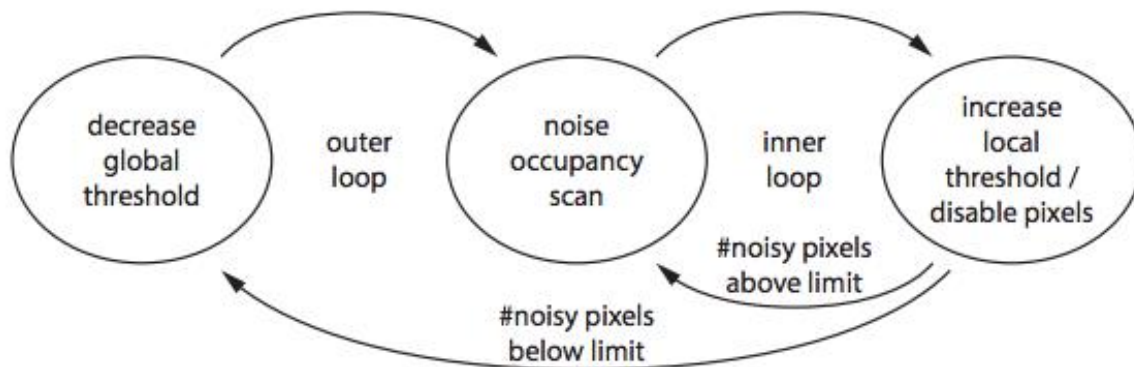 decrease
global
threshold
outer
loop
noise
occupancy
scan
inner
loop
increase
local
threshold /
disable pixels
#noisy pixels
above limit
#noisy pixels
below limit